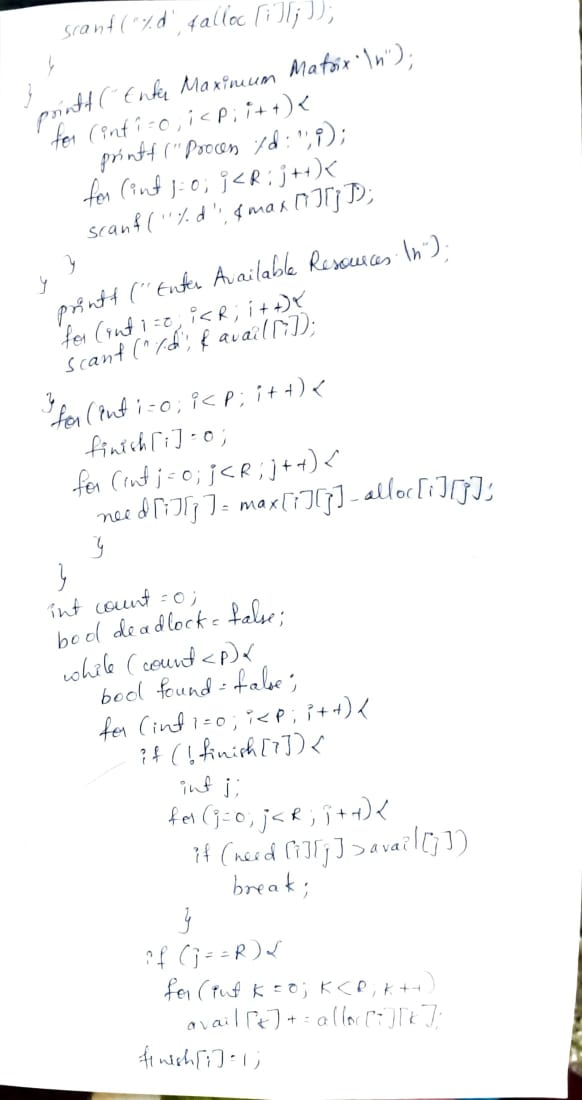 scanf("%d", &alloc[i][j]);
}
}
printf("Enter Maximum Matrix \n");
for (int i=0; i<P; i++){
printf("Process %d:", i);
for (int j=0; j<R; j++){
scanf("%d", &max[i][j]);
}
}
printf("Enter Available Resources \n");
for (int i=0; i<R; i++){
scanf("%d", &avail[i]);
}
for (int i=0; i<P; i++){
finish[i]=0;
for (int j=0; j<R; j++){
need[i][j]= max[i][j]-alloc[i][j];
}
}
int count=0;
bool deadlock= false;
while (count<P){
bool found=false;
for (int i=0; i<P; i++){
if (!finish[i]){
int j;
for (j=0; j<R; j++){
if (need[i][j]>avail[j])
break;
}
if (j==R){
for (int k=0; k<P; k++)
avail[k]+=alloc[i][k];
finish[i]=1;